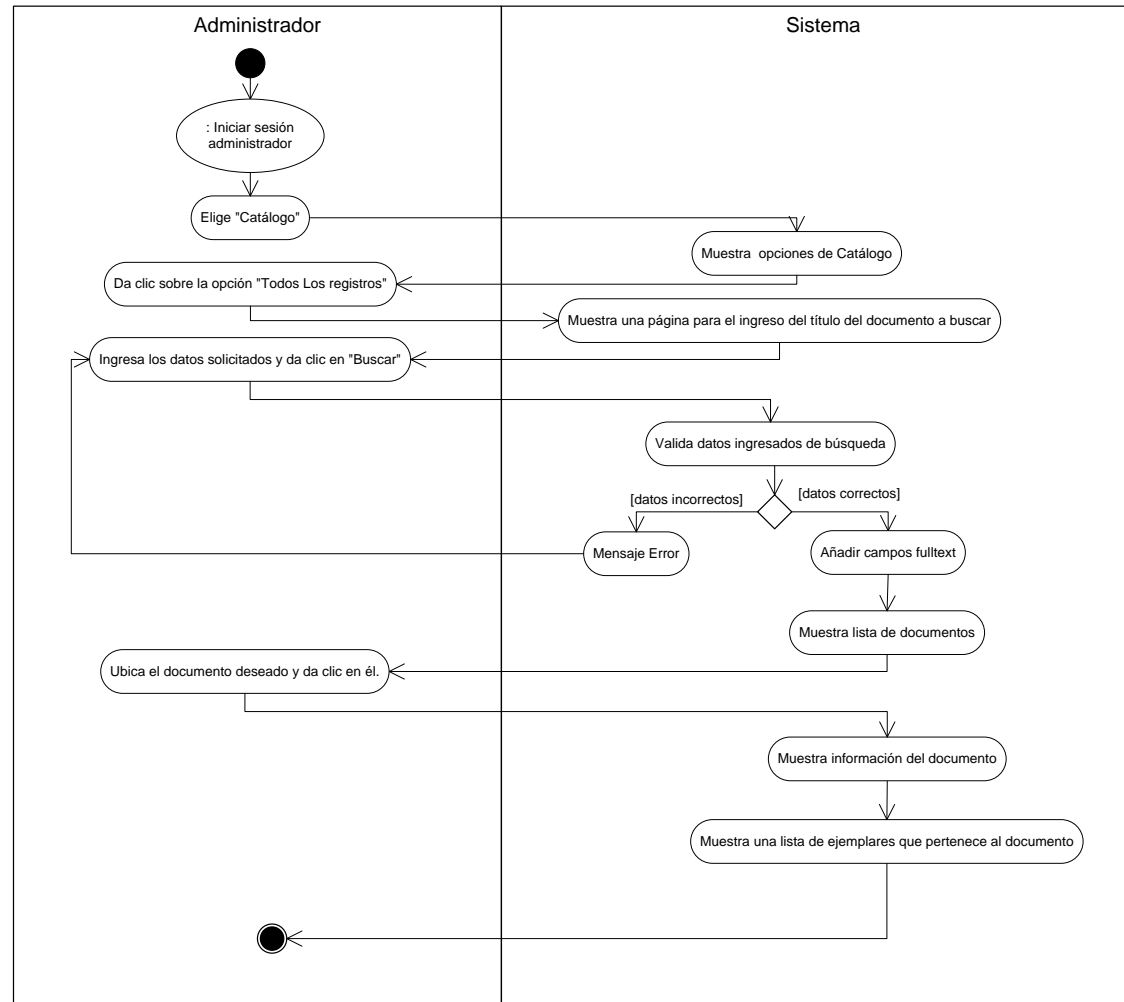 Administrador
Sistema
: Iniciar sesión
administrador
Elige "Catálogo"
Muestra  opciones de Catálogo
Da clic sobre la opción "Todos Los registros"
Muestra una página para el ingreso del título del documento a buscar
Ingresa los datos solicitados y da clic en "Buscar"
Valida datos ingresados de búsqueda
[datos incorrectos]
[datos correctos]
Mensaje Error
Añadir campos fulltext
Muestra lista de documentos
Ubica el documento deseado y da clic en él.
Muestra información del documento
Muestra una lista de ejemplares que pertenece al documento